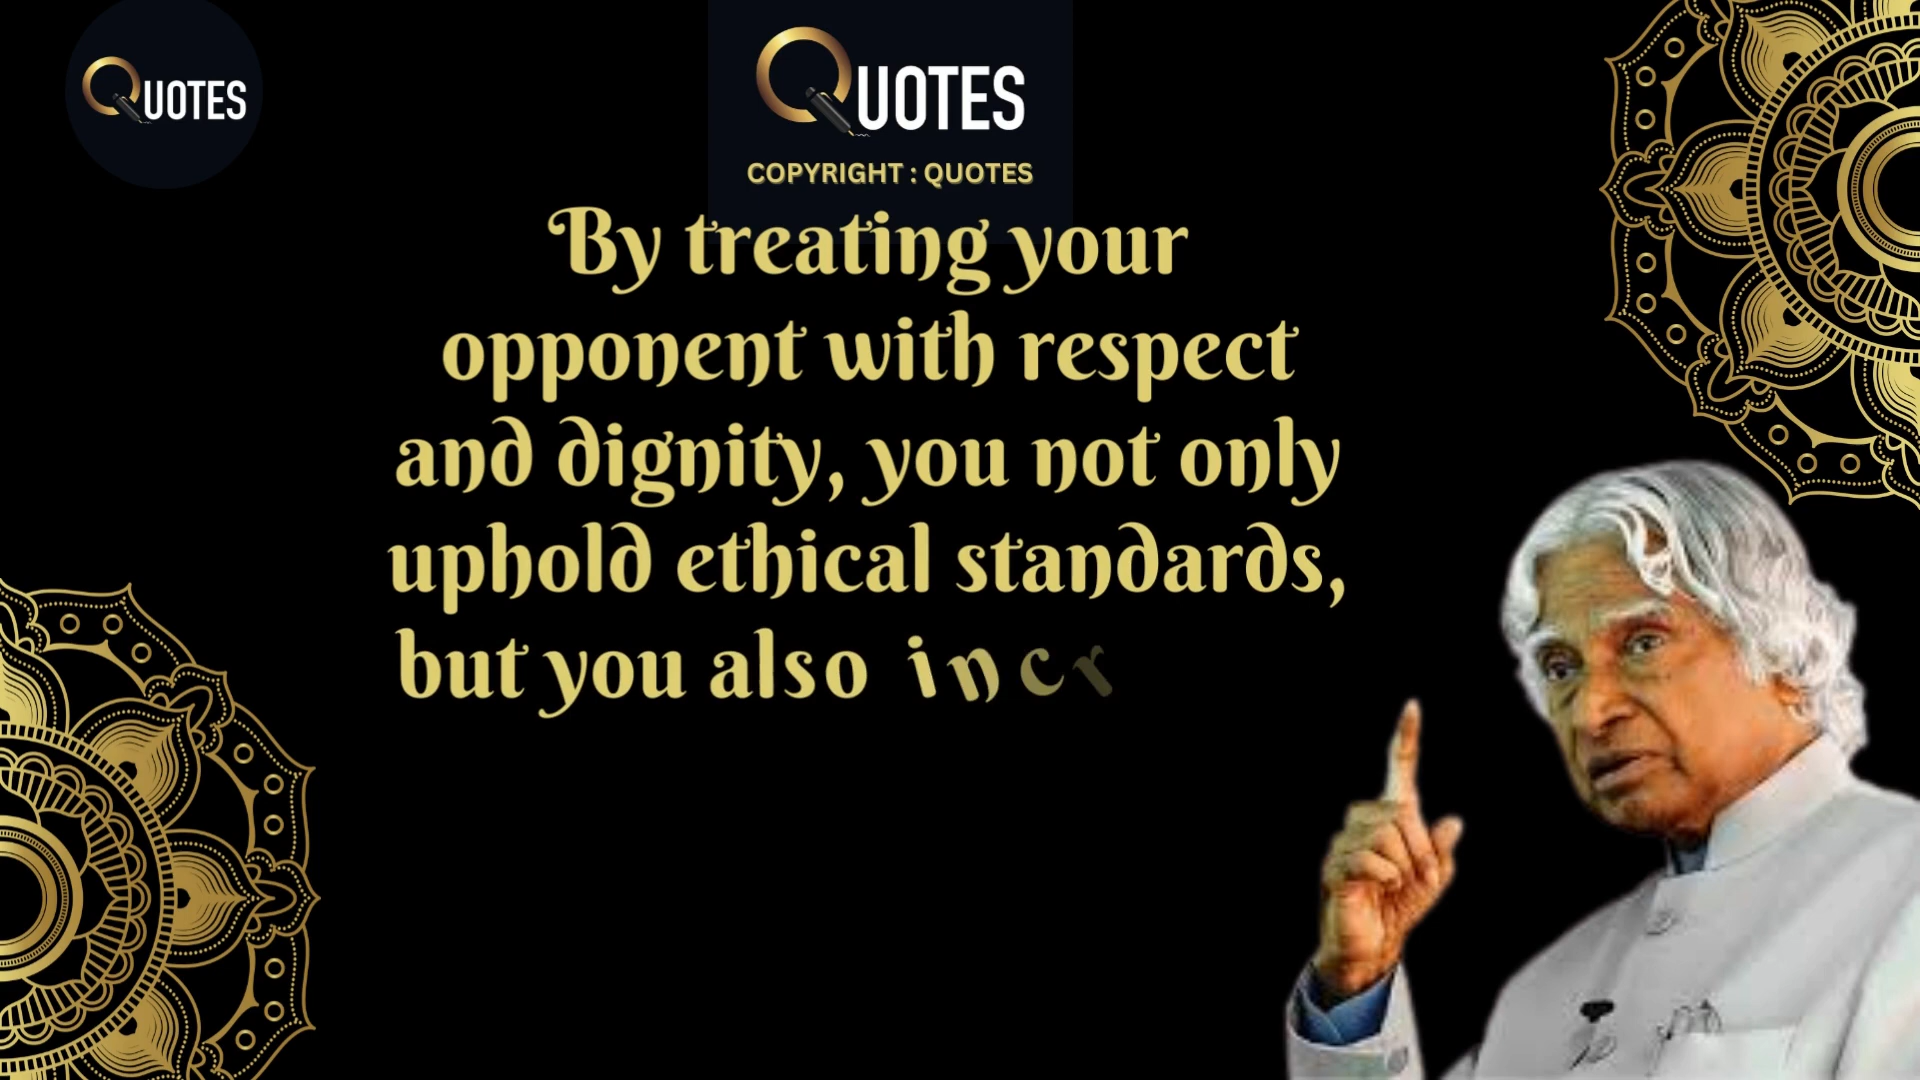 QUOTES
QUOTES
COPYRIGHT : QUOTES
By treating your
opponent with respect
and dignity, you not only
uphold ethical standards,
but you also incr